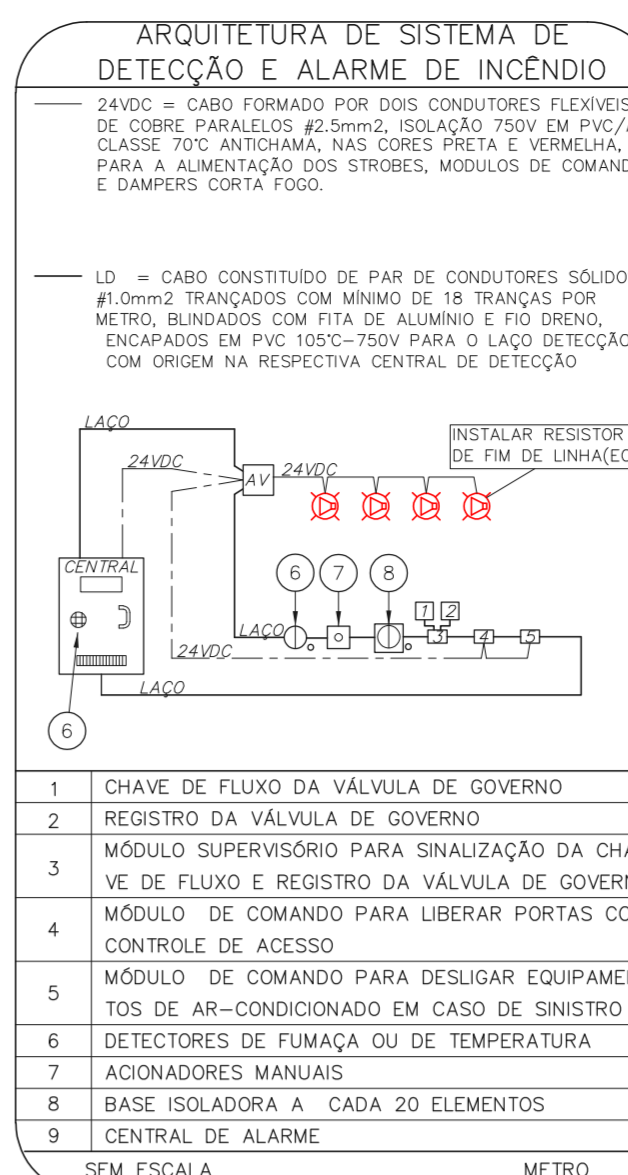 ARQUITETURA DE SISTEMA DE
DETECÇÃO E ALARME DE INCÊNDIO
24VDC = CABO FORMADO POR DOIS CONDUTORES FLEXÍVEIS
DE COBRE PARALELOS #2.5mm2, ISOLAÇÃO 750V EM PVC/A
CLASSE 70°C ANTICHAMA, NAS CORES PRETA E VERMELHA,
PARA A ALIMENTAÇÃO DOS STROBES, MODULOS DE COMAND
E DAMPERS CORTA FOGO.
LD = CABO CONSTITUÍDO DE PAR DE CONDUTORES SÓLIDO
#1.0mm2 TRANÇADOS COM MÍNIMO DE 18 TRANÇAS POR
METRO, BLINDADOS COM FITA DE ALUMÍNIO E FIO DRENO,
ENCAPADOS EM PVC 105°C-750V PARA O LAÇO DETECÇÃO
COM ORIGEM NA RESPECTIVA CENTRAL DE DETECÇÃO
LAÇO
INSTALAR RESISTOR
DE FIM DE LINHA(EO
24VDC
AV
24VDC
CENTRAL
6
7
8
1
2
LAÇO
3
4
5
24VDC
LAÇO
6
1 CHAVE DE FLUXO DA VÁLVULA DE GOVERNO
2 REGISTRO DA VÁLVULA DE GOVERNO
3 MÓDULO SUPERVISÓRIO PARA SINALIZAÇÃO DA CHA
VE DE FLUXO E REGISTRO DA VÁLVULA DE GOVERN
4 MÓDULO DE COMANDO PARA LIBERAR PORTAS CO
CONTROLE DE ACESSO
5 MÓDULO DE COMANDO PARA DESLIGAR EQUIPAME
TOS DE AR-CONDICIONADO EM CASO DE SINISTRO
6 DETECTORES DE FUMAÇA OU DE TEMPERATURA
7 ACIONADORES MANUAIS
8 BASE ISOLADORA A CADA 20 ELEMENTOS
9 CENTRAL DE ALARME
SEM ESCALA METRO